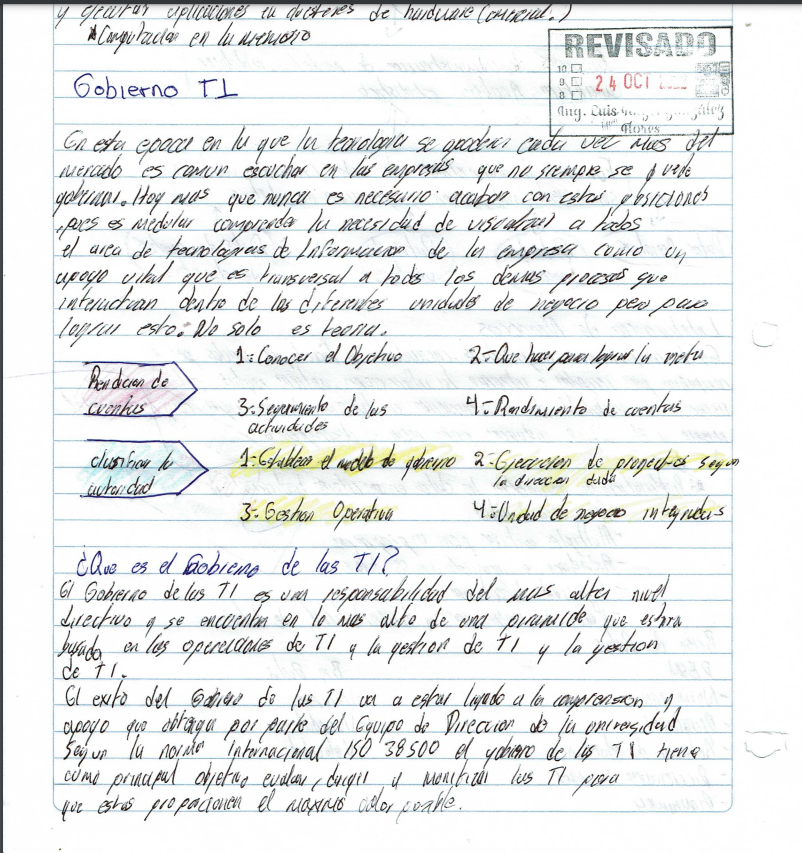 y ejecutar aplicaciones en clusteres de hardware (comercial.)
*Computacion en la memoria
REVISADO
10
9
8
24 OCT
Ing. Luis
Flores
Gobierno TI
En esta epoca en la que la tecnologia se apodera cada vez mas del
mercado es comun escuchar en las empresas que no siempre se puede
gobernar. Hoy mas que nunca es necesario acabar con estas posiciones
,pues es medular comprender la necesidad de visualizar a todos
el area de tecnologias de Informacion de la empresa como un
apoyo vital que es transversal a todos los demas procesos que
interactuan dentro de las diferentes unidades de negocio pero para
lograr esto. No solo es teoria.
Rendicion de
cuentas
1-Conocer el Objetivo
2-Que hacer para lograr la meta
3-Seguimiento de las
actividades
4-Rendimiento de cuentas
clasificar la
autoridad
1-Establecer el modelo de gobierno
2-Ejecucion de proyectos segun
la direccion dada
3-Gestion Operativa
4-Unidad de negocio integradas
¿Que es el Gobierno de las TI?
El Gobierno de las TI es una responsabilidad del mas alto nivel
directivo y se encuentra en lo mas alto de una piramide que estara
basada en las operaciones de TI y la gestion de TI y la gestion
de TI.
El exito del Gobierno de las TI va a estar ligado a la comprension y
apoyo que obtenga por parte del Equipo de Direccion de la universidad
Segun la norma internacional ISO 38500 el gobierno de las TI tiene
como principal objetivo evaluar, dirigir y monitorear las TI para
que estas proporcionen el maximo valor posible.